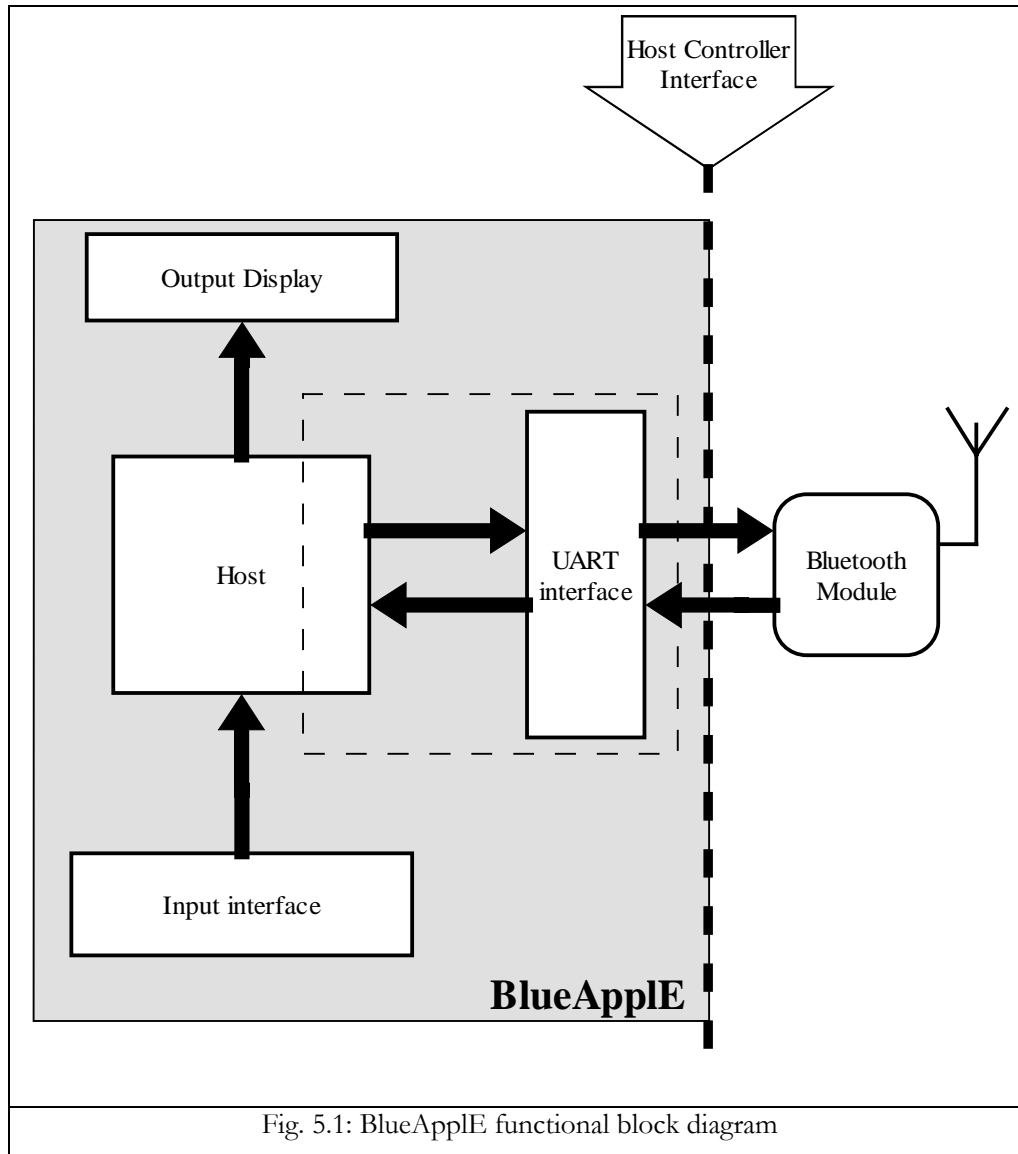 Host Controller
Interface
Output Display
Host
UART
interface
Bluetooth
Module
Input interface
BlueApplE
Fig. 5.1: BlueApplE functional block diagram